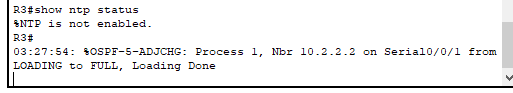 R3#show ntp status
%NTP is not enabled.
R3#
03:27:54: %OSPF-5-ADJCHG: Process 1, Nbr 10.2.2.2 on Serial0/0/1 from
LOADING to FULL, Loading Done